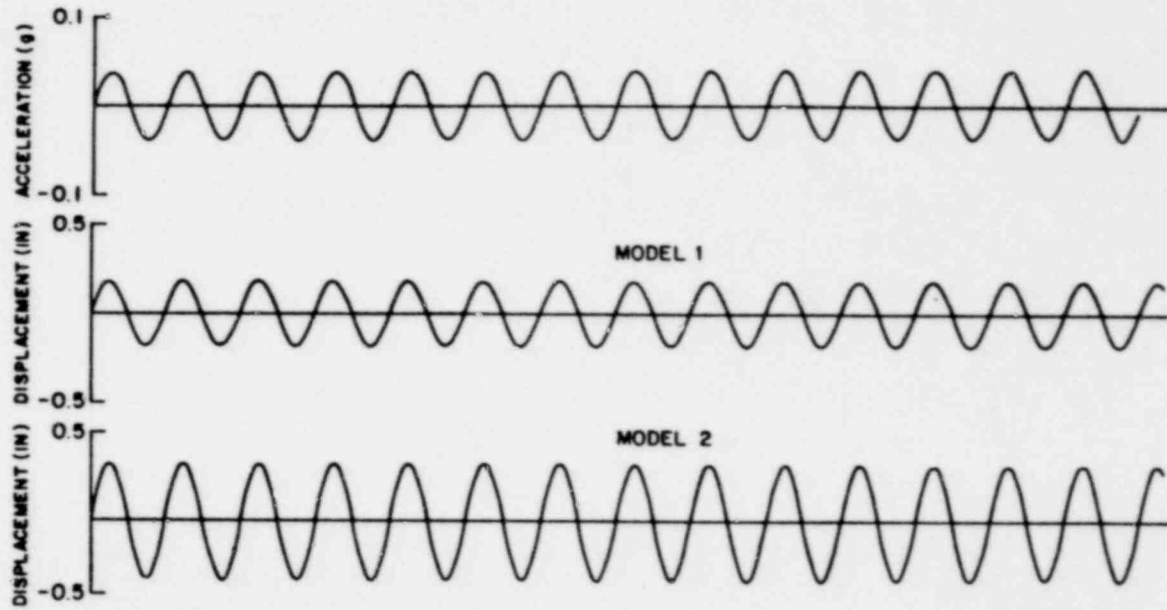 0.1
ACCELERATION (g)
-0.1
0.5
DISPLACEMENT (IN)
MODEL 1
-0.5
0.5
DISPLACEMENT (IN)
MODEL 2
-0.5